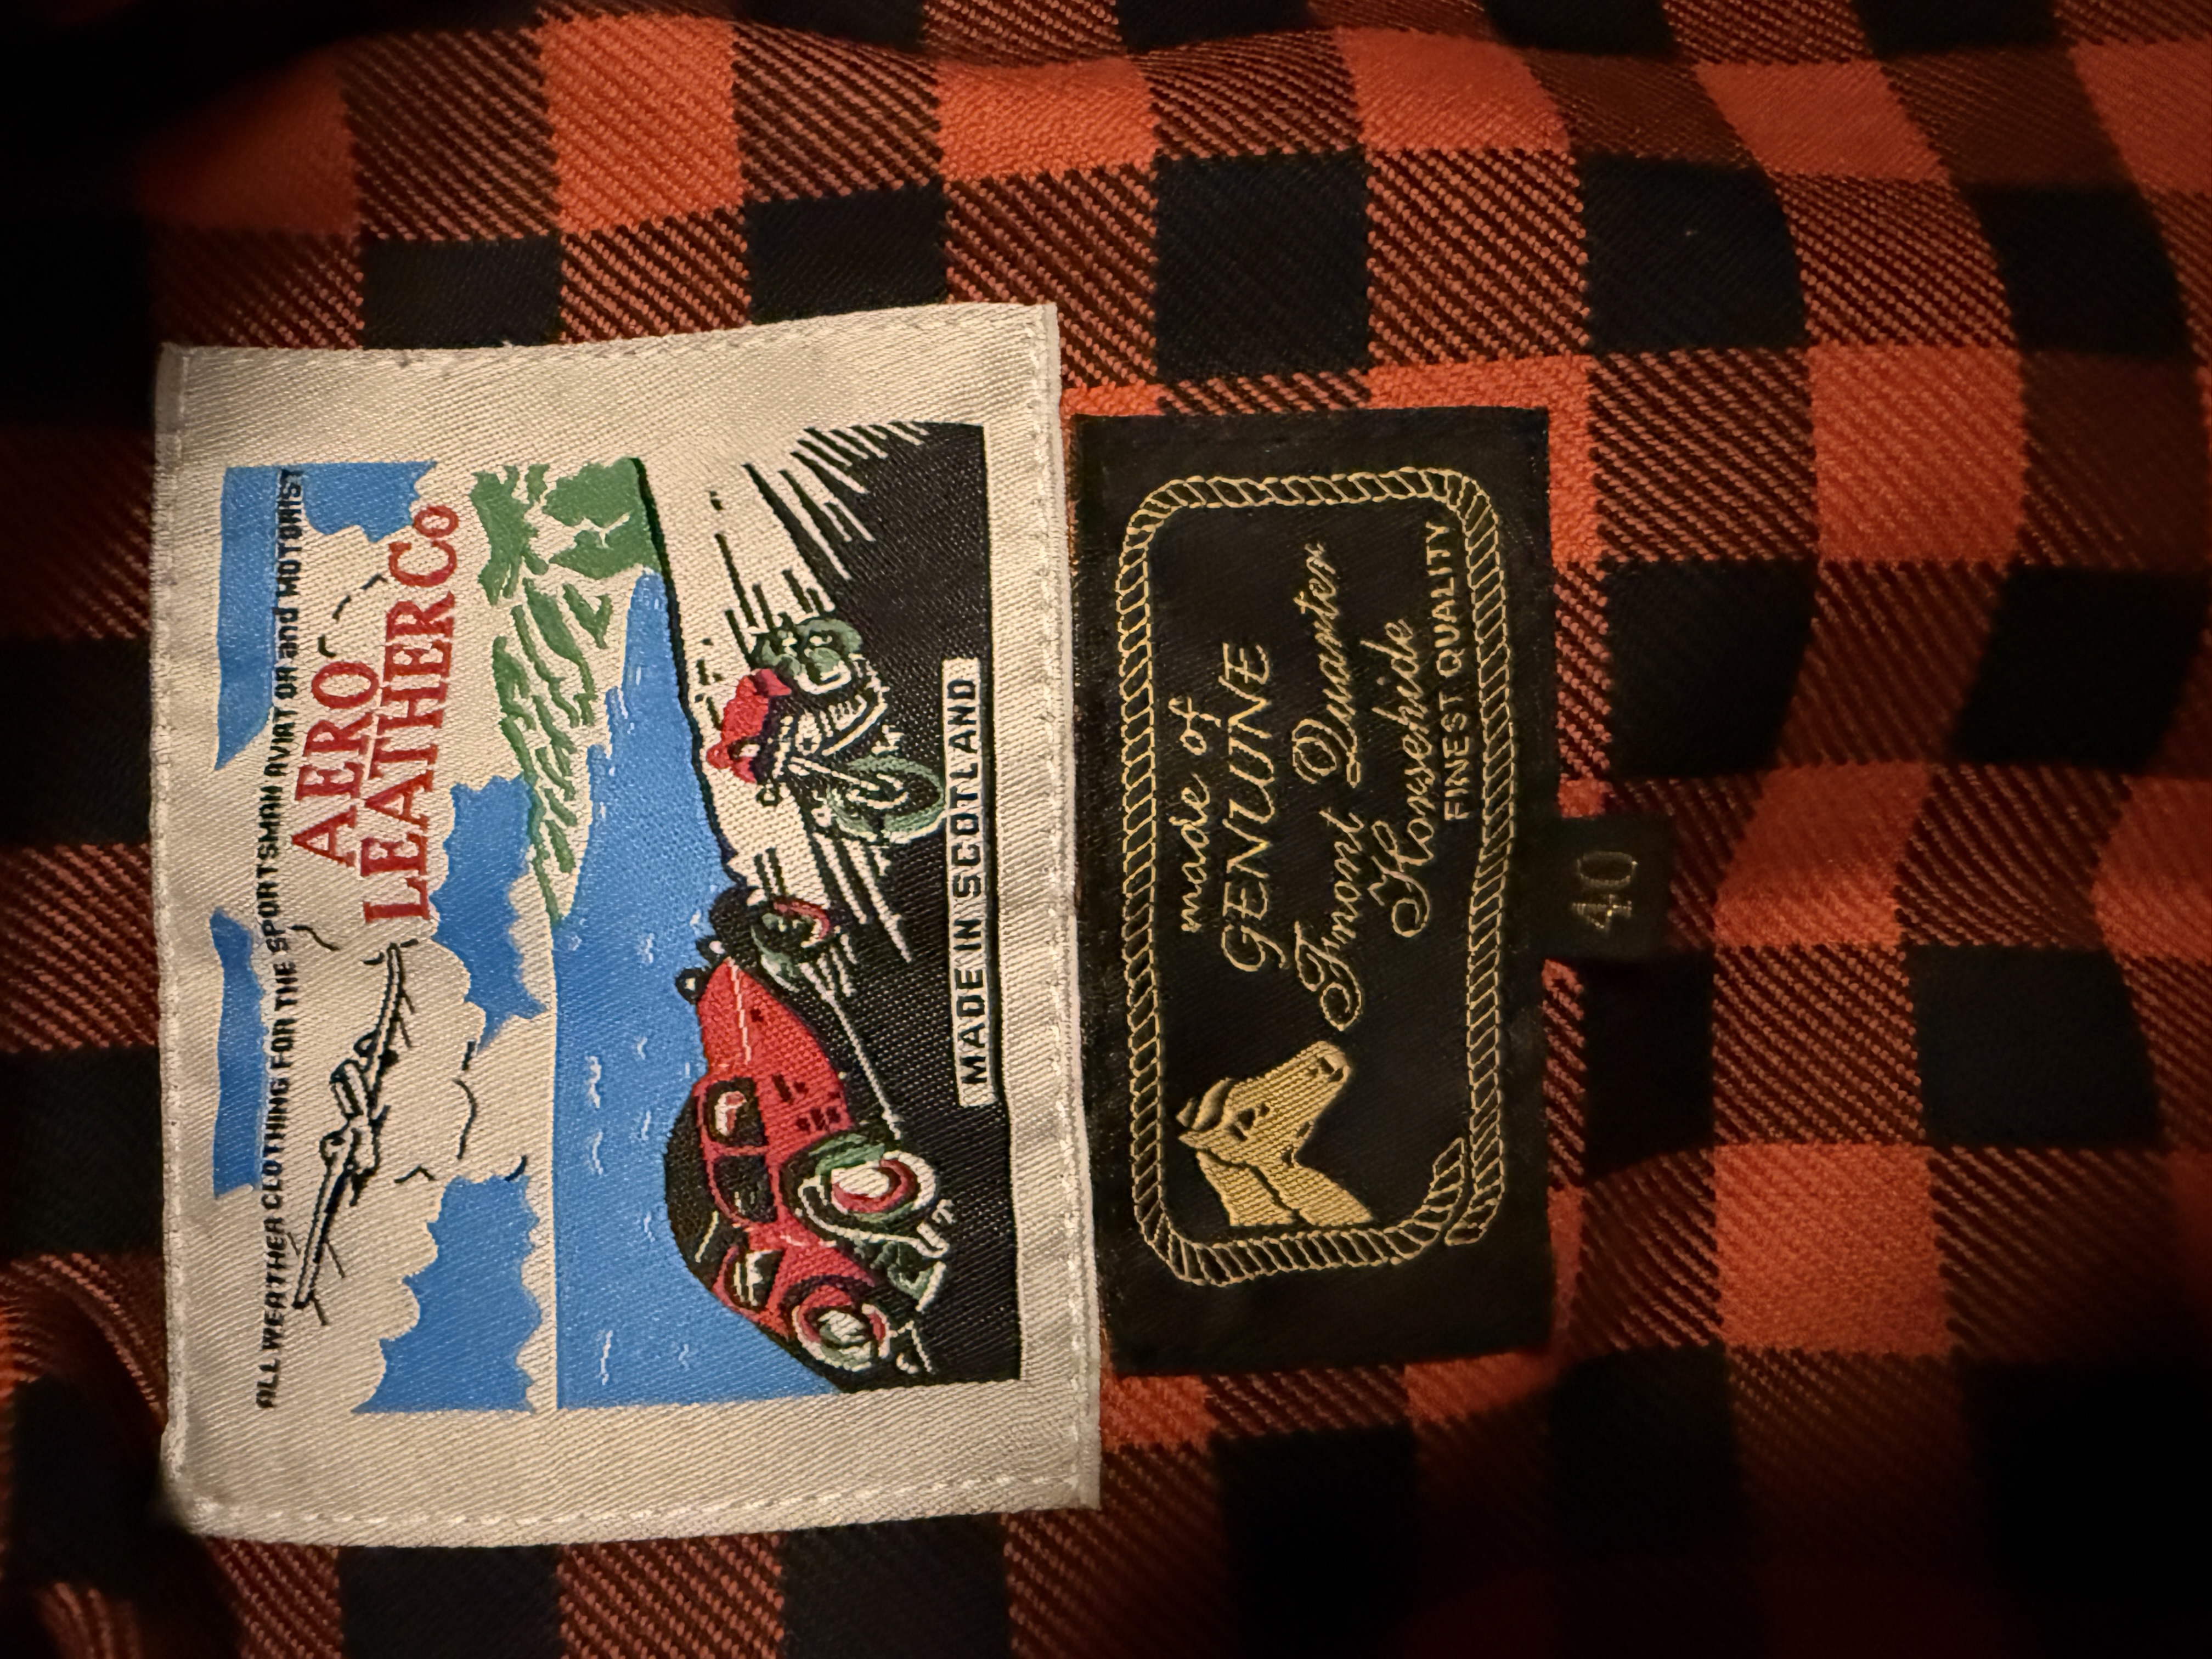 ALL WEATHER CLOTHING FOR THE SPORTSMAN AVIATOR and MOTORIST
AERO
LEATHER Co
MADE IN SCOTLAND
made of
GENUINE
Front Quarter
Horsehide
FINEST QUALITY
40